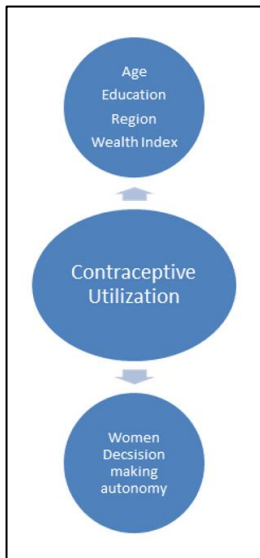 Age
Education
Region
Wealth Index
Contraceptive
Utilization
Women
Decsision
making
autonomy